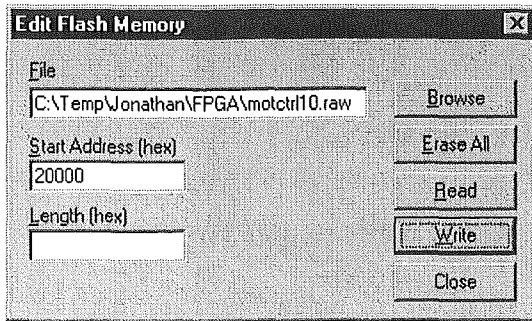 Edit Flash Memory X
File
C:\Temp\Jonathan\FPGA\motctrl10.raw
Browse
Start Address (hex)
Erase All
20000
Read
Length (hex)
Write
Close